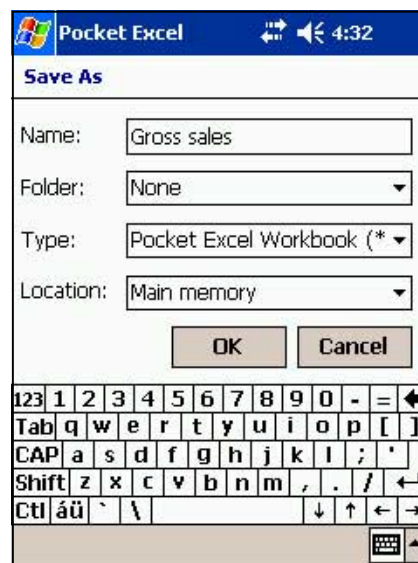 Pocket Excel 4:32
Save As
Name: Gross sales
Folder: None
Type: Pocket Excel Workbook (*
Location: Main memory
OK Cancel
123 1 2 3 4 5 6 7 8 9 0 - =
Tab q w e r t y u i o p [ ]
CAP a s d f g h j k l ; '
Shift z x c v b n m , . /
Ctl áü ` \